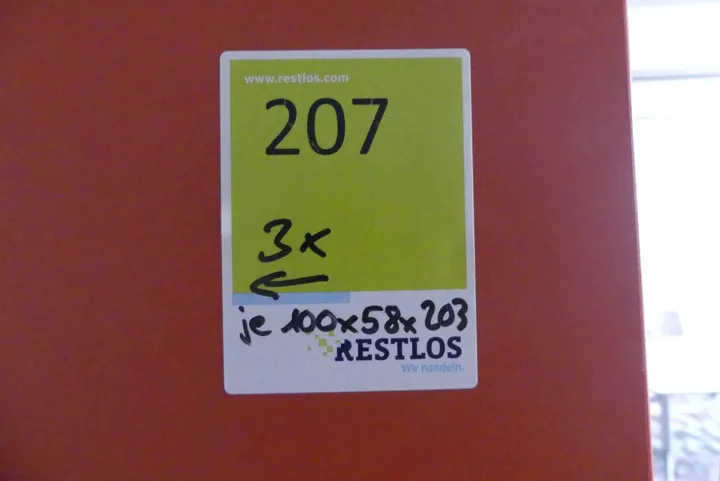 www.restlos.com
207
3x
←
je 100x58x203
RESTLOS
Wir handeln.